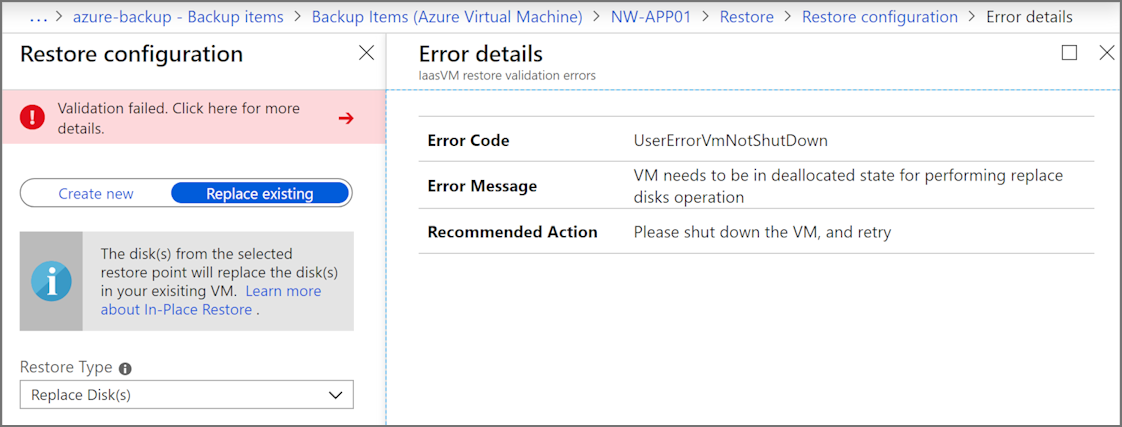 ... > azure-backup - Backup items > Backup Items (Azure Virtual Machine) > NW-APP01 > Restore > Restore configuration > Error details
Restore configuration
Validation failed. Click here for more
details.
Create new
Replace existing
The disk(s) from the selected
restore point will replace the disk(s)
in your exisiting VM. Learn more
about In-Place Restore .
Restore Type
Replace Disk(s)
Error details
IaasVM restore validation errors
Error Code
UserErrorVmNotShutDown
Error Message
VM needs to be in deallocated state for performing replace
disks operation
Recommended Action
Please shut down the VM, and retry